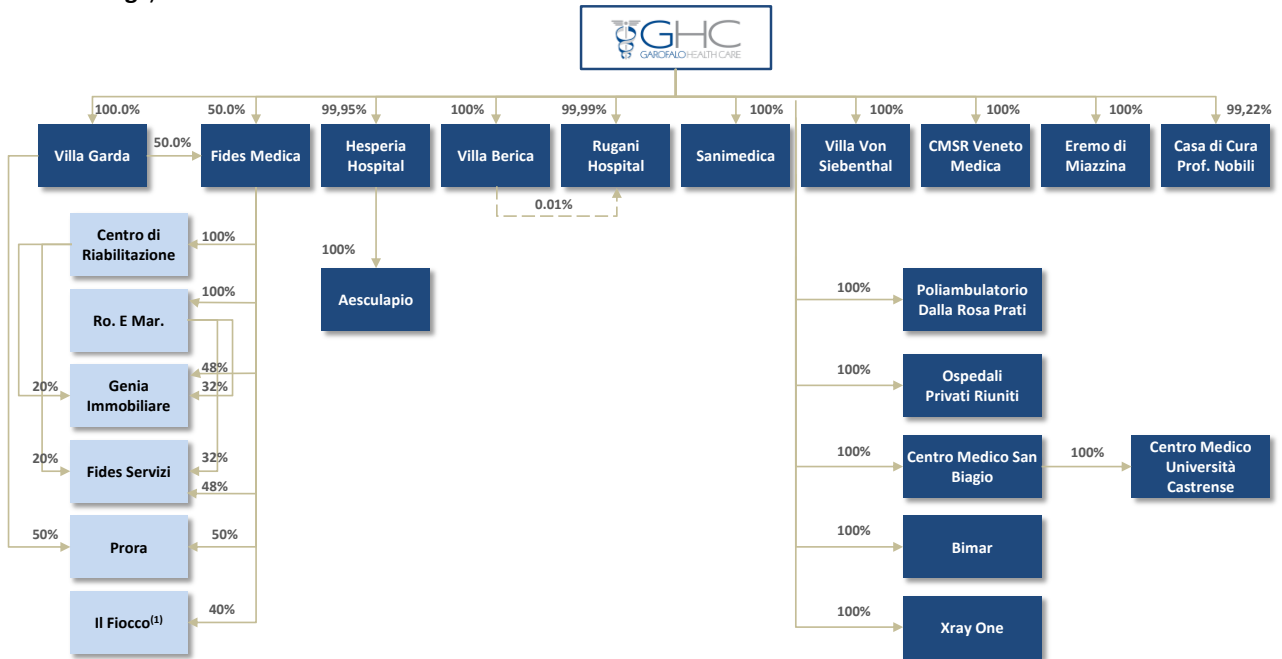 GHC
GAROFALO HEALTH CARE
100.0%
50.0%
99,95%
100%
99,99%
100%
100%
100%
100%
99,22%
Villa Garda
50.0%
Fides Medica
Hesperia
Hospital
Villa Berica
Rugani
Hospital
Sanimedica
Villa Von
Siebenthal
CMSR Veneto
Medica
Eremo di
Miazzina
Casa di Cura
Prof. Nobili
0.01%
Centro di
Riabilitazione
100%
100%
Aesculapio
Ro. E Mar.
100%
Genia
Immobiliare
20%
48%
32%
Fides Servizi
20%
32%
48%
Prora
50%
50%
Il Fiocco(1)
40%
100%
Poliambulatorio
Dalla Rosa Prati
100%
Ospedali
Privati Riuniti
100%
Centro Medico San
Biagio
100%
Centro Medico
Università
Castrense
100%
Bimar
100%
Xray One